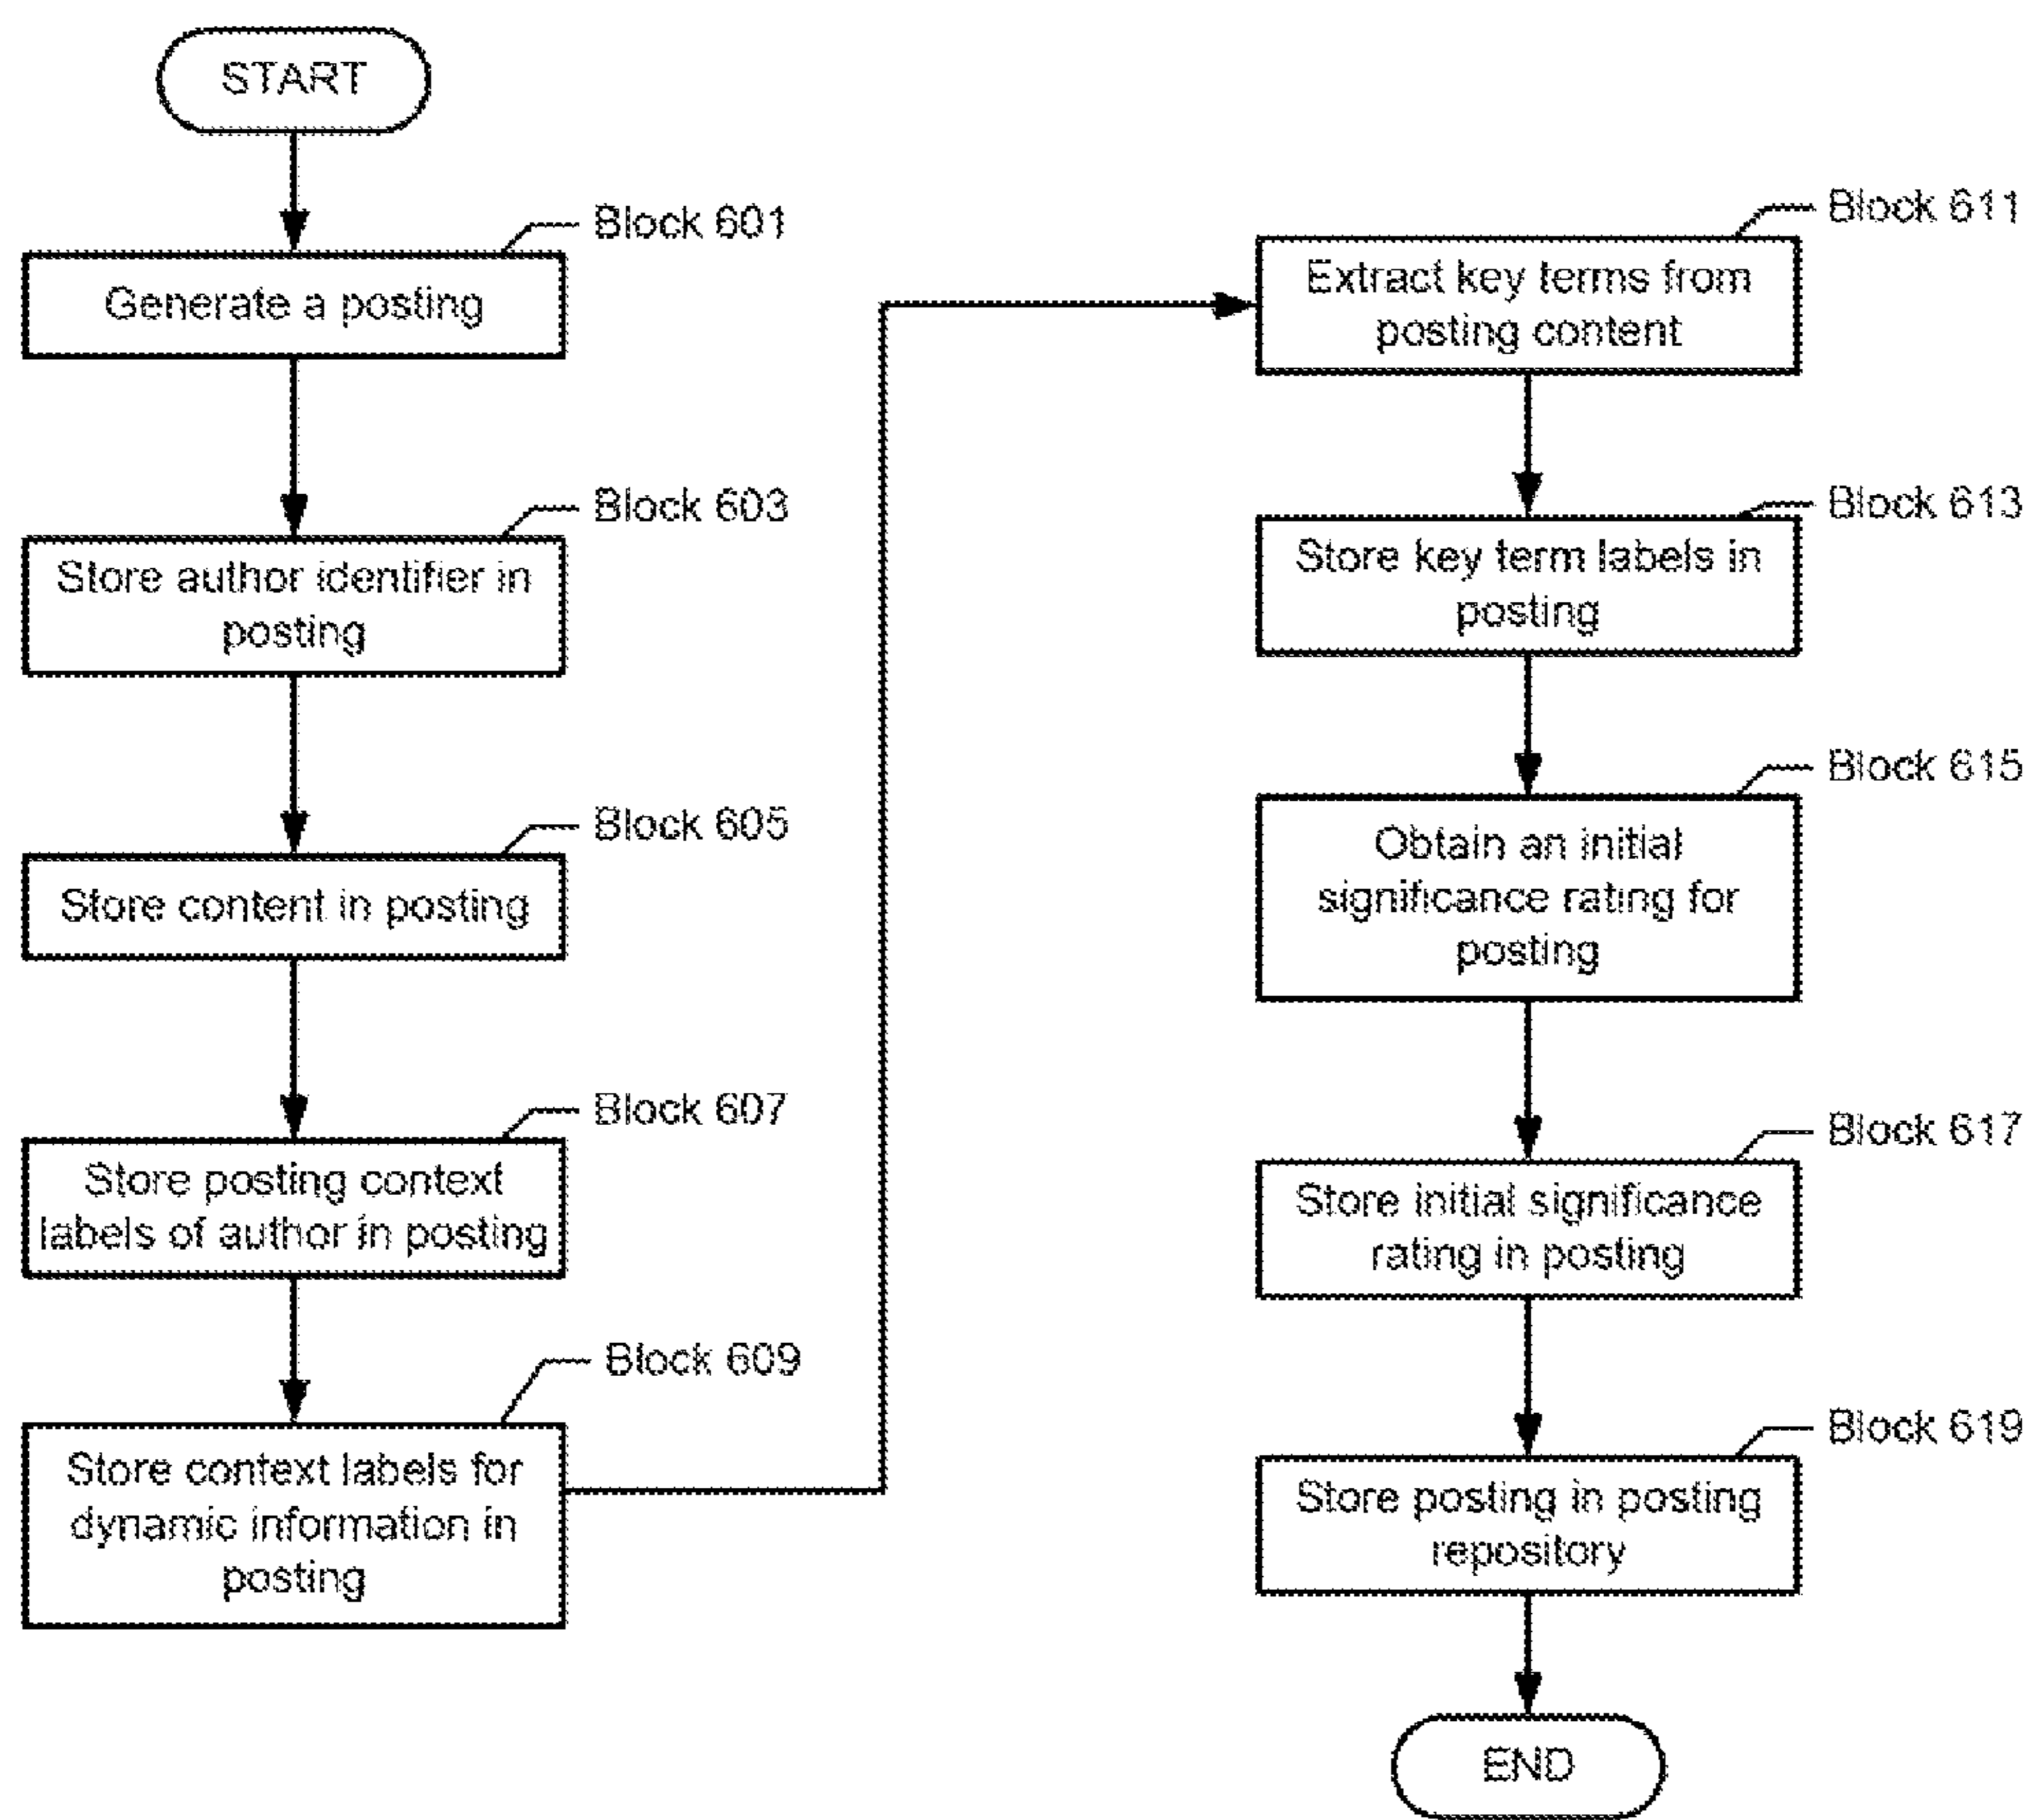 START
Block 601
Generate a posting
Block 603
Store author identifier in
posting
Block 605
Store content in posting
Block 607
Store posting context
labels of author in posting
Block 609
Store context labels for
dynamic information in
posting
Block 611
Extract key terms from
posting content
Block 613
Store key term labels in
posting
Block 615
Obtain an initial
significance rating for
posting
Block 617
Store initial significance
rating in posting
Block 619
Store posting in posting
repository
END